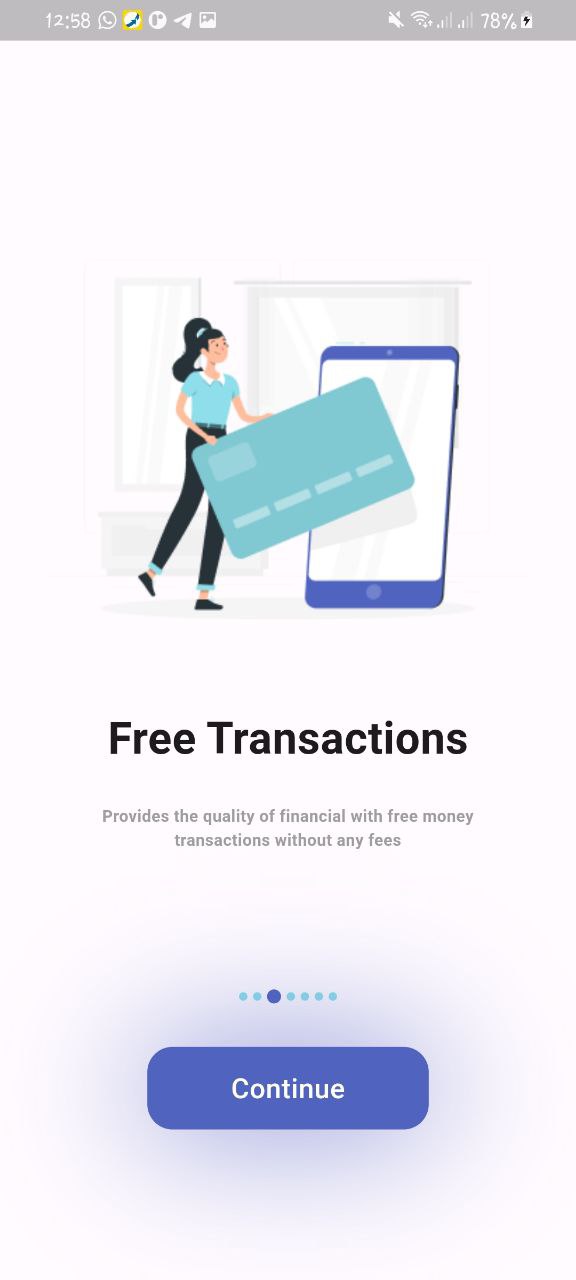 12:58 78%
Free Transactions
Provides the quality of financial with free money
transactions without any fees
Continue